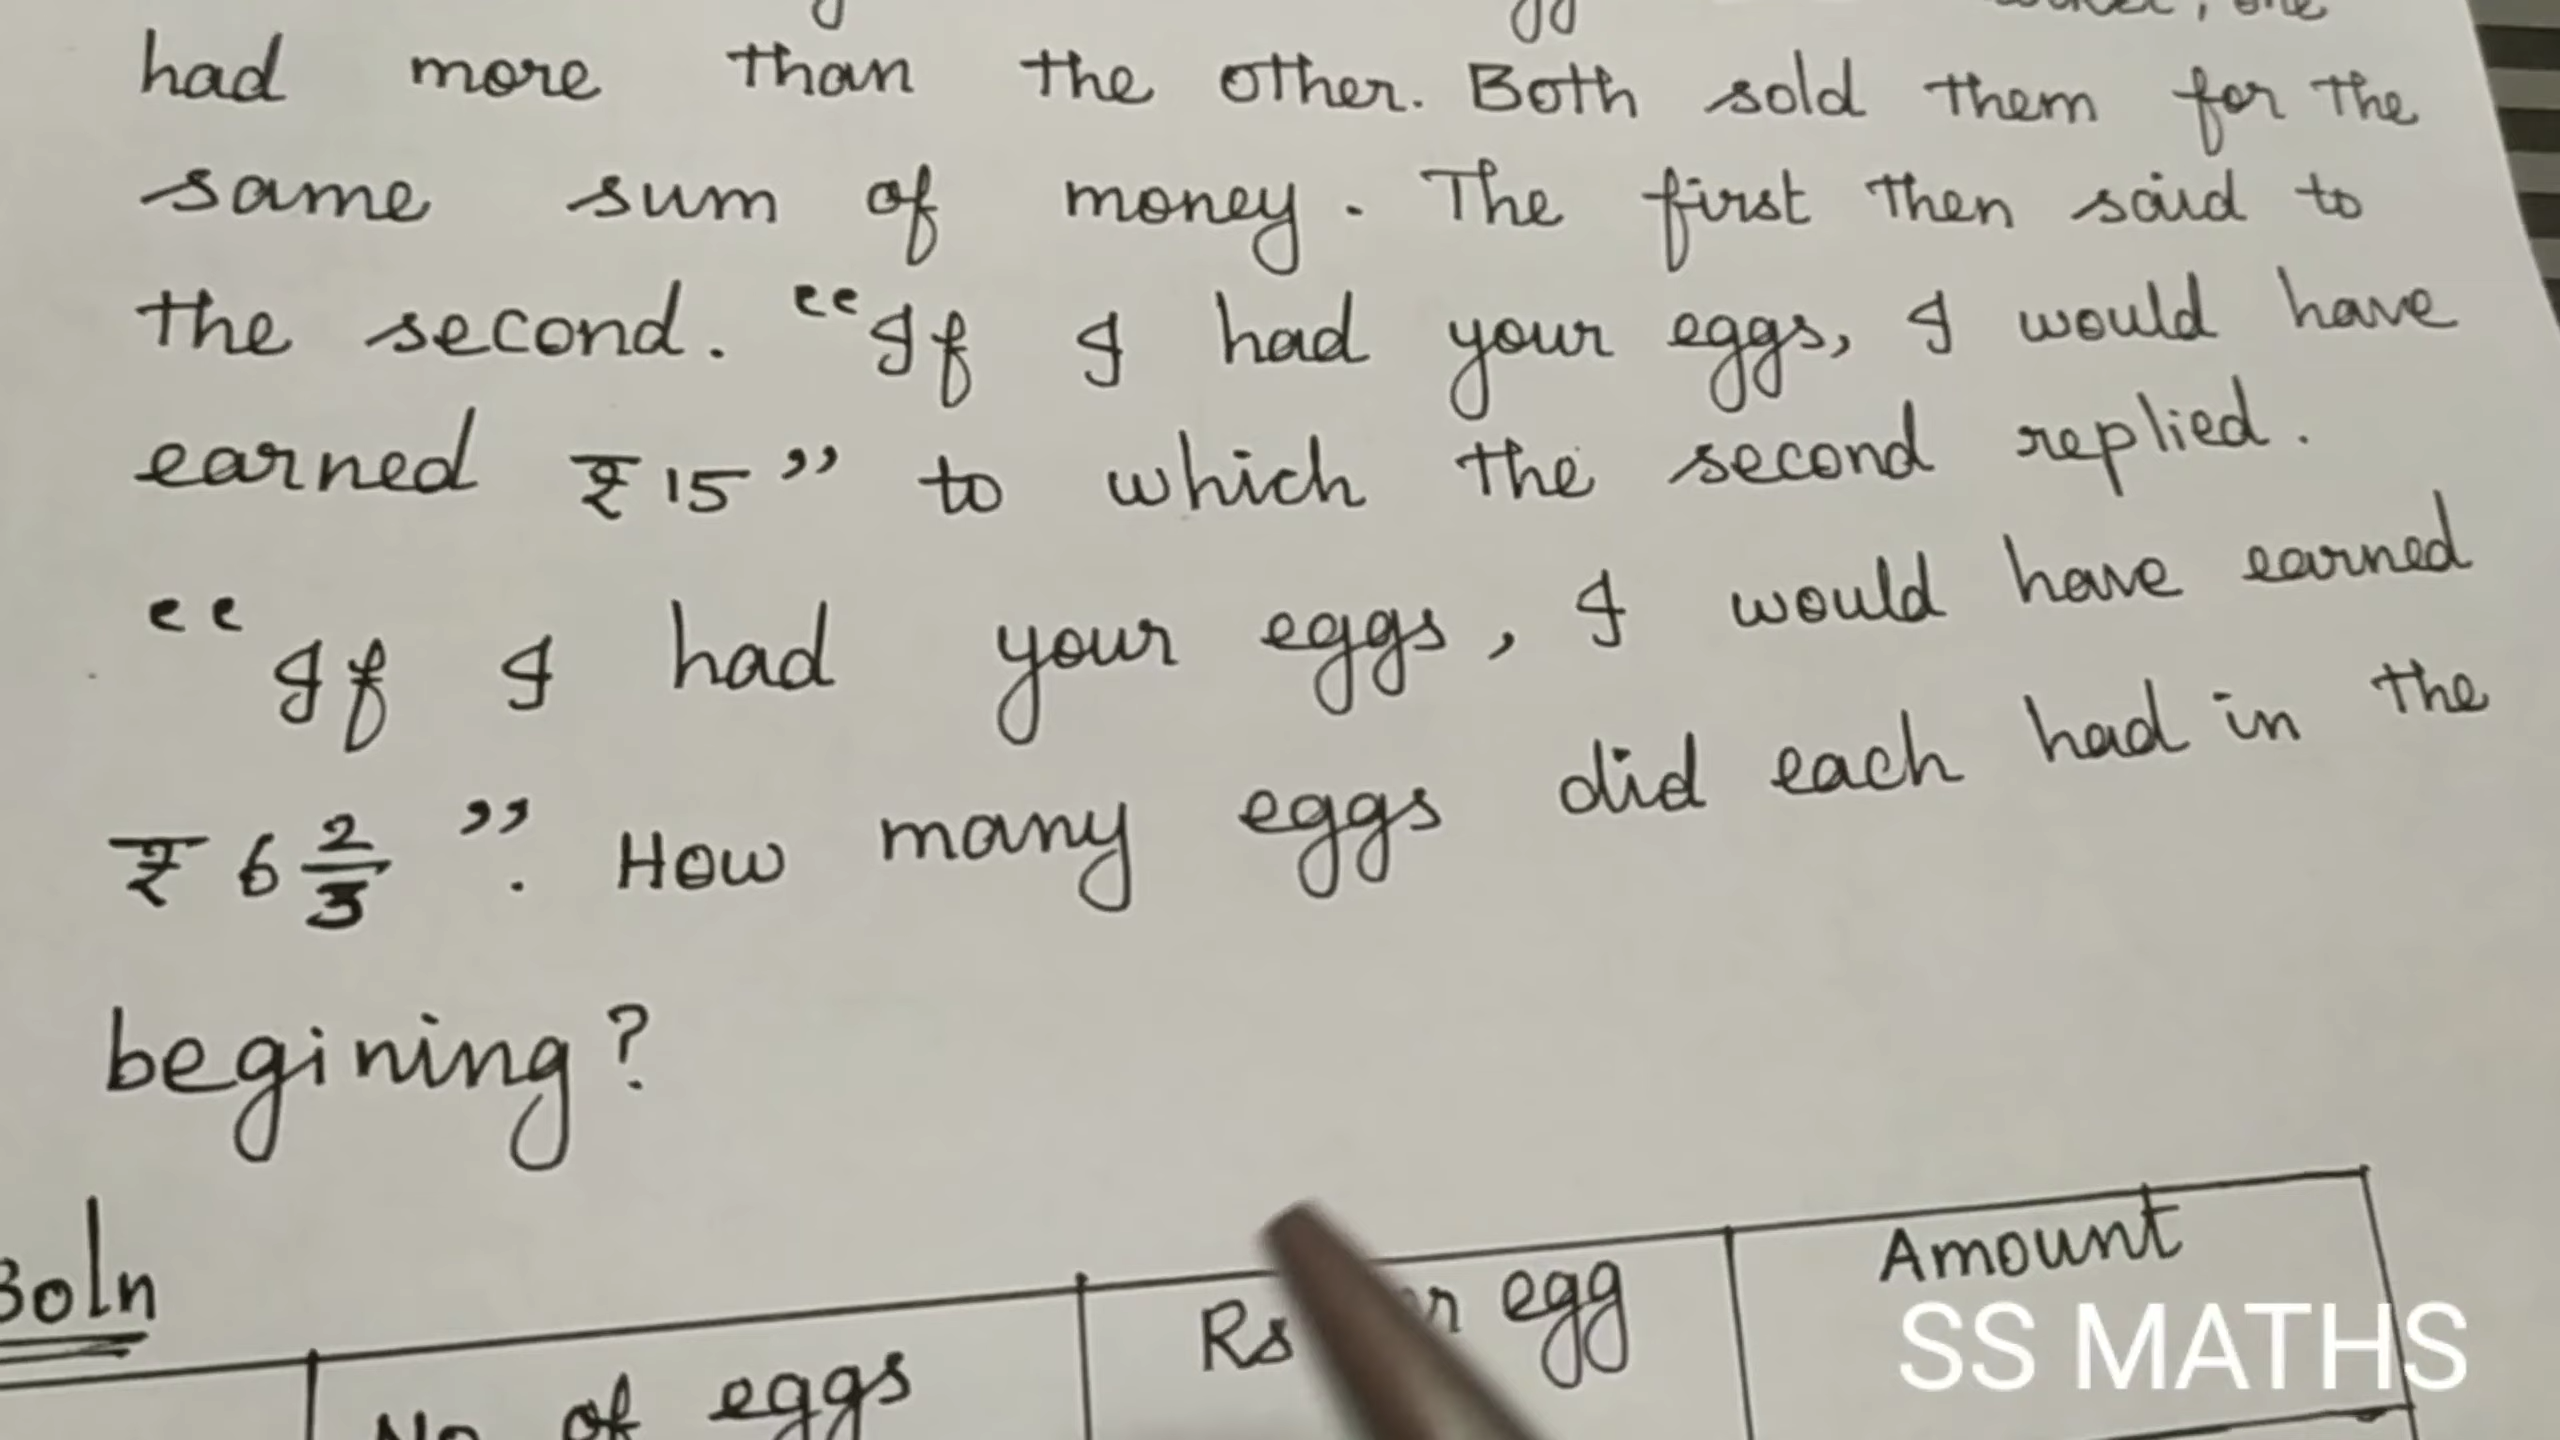 one
had more than the other. Both sold them for the
same sum of money. The first then said to
the second. “If I had your eggs, I would have
earned ₹15” to which the second replied.
“If I had your eggs, I would have earned
₹ 6 2/3 ”. How many eggs did each had in the
begining?
Soln
No of eggs Rs egg Amount
SS MATHS